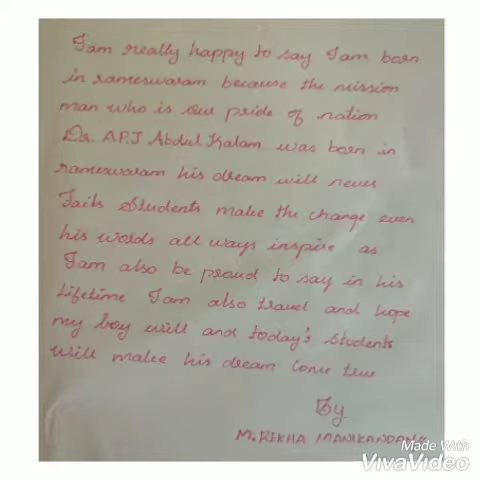 I am really happy to say I am born
in rameswaram because the mission
man who is our pride of nation
Dr. APJ Abdul Kalam was born in
rameswaram his dream will never
Fails Students make the change even
his words all ways inspire as
I am also be proud to say in his
lifetime I am also travel and hope
my boy will and today's students
will make his dream come true
By
M. REKHA MANIKANDAN
Made With
VivaVideo